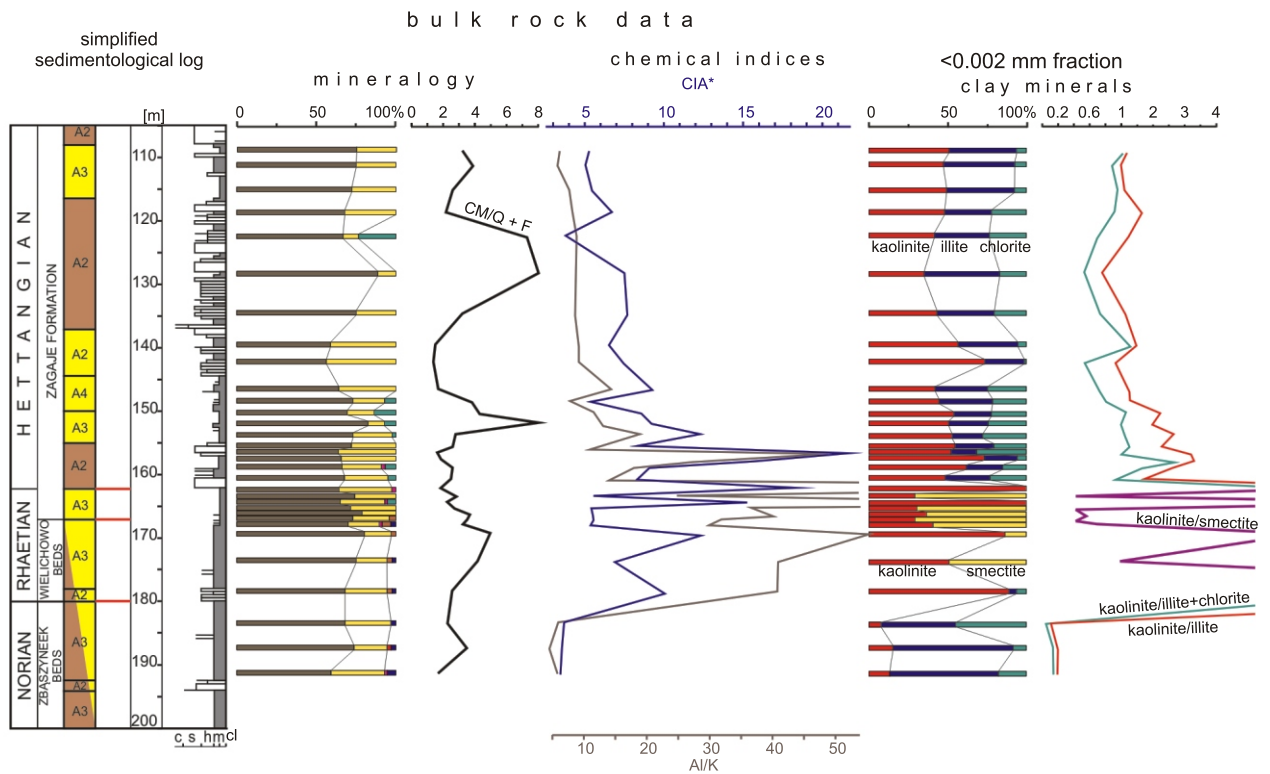 bulk rock data
simplified
sedimentological log
chemical indices
<0.002 mm fraction
mineralogy
CIA*
clay minerals
[m]
0 50 100%
0 2 4 6 8
5 10 15 20
0 50 100%
0.2 0.6 1 2 3 4
HETTANGIAN
ZAGAJE FORMATION
RHAETIAN
WIELICHOWO
BEDS
NORIAN
ZBĄSZYNEEK
BEDS
A2
A3
A2
A2
A4
A3
A2
A3
A3
A2
A3
A2
A3
110
120
130
140
150
160
170
180
190
200
c s hmcl
CM/Q + F
kaolinite illite chlorite
kaolinite smectite
kaolinite/smectite
kaolinite/illite+chlorite
kaolinite/illite
10 20 30 40 50
Al/K